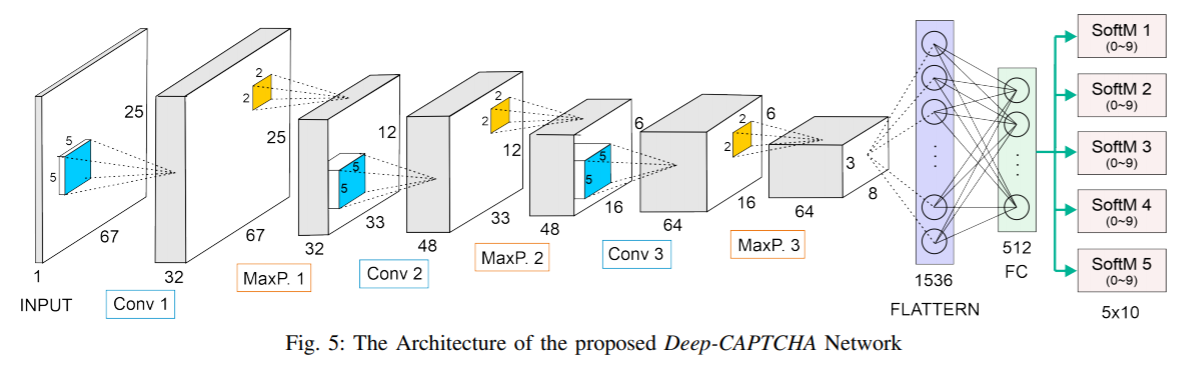 25
5
5
67
1
INPUT
2
2
25
67
32
Conv 1
MaxP. 1
12
5
5
33
32
Conv 2
2
2
12
33
48
MaxP. 2
6
5
5
16
48
Conv 3
2
2
6
16
64
MaxP. 3
3
8
64
1536
FLATTERN
512
FC
SoftM 1
(0~9)
SoftM 2
(0~9)
SoftM 3
(0~9)
SoftM 4
(0~9)
SoftM 5
(0~9)
5x10
Fig. 5: The Architecture of the proposed Deep-CAPTCHA Network